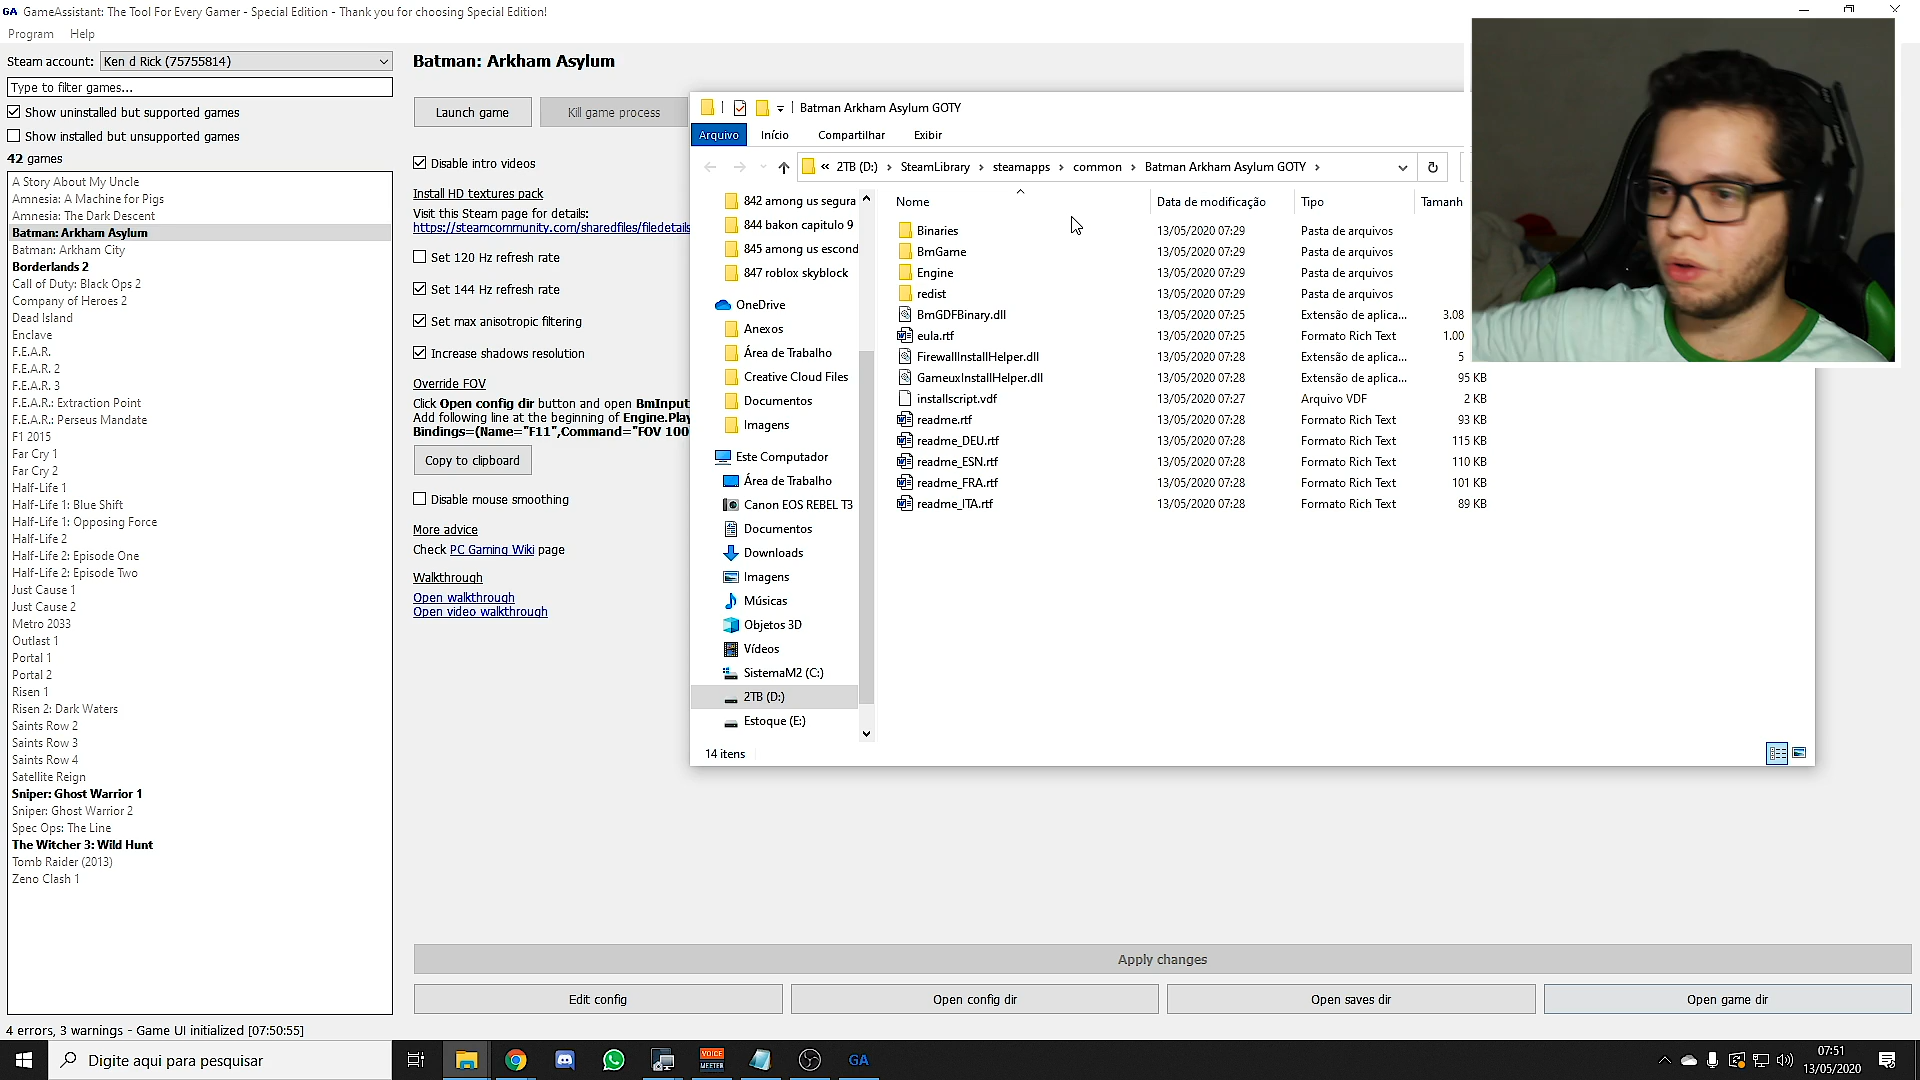 GA GameAssistant: The Tool For Every Gamer - Special Edition - Thank you for choosing Special Edition!
Program Help
Steam account: Ken d Rick (75755814)
Type to filter games...
Show uninstalled but supported games
Show installed but unsupported games
42 games
A Story About My Uncle
Amnesia: A Machine for Pigs
Amnesia: The Dark Descent
Batman: Arkham Asylum
Batman: Arkham City
Borderlands 2
Call of Duty: Black Ops 2
Company of Heroes 2
Dead Island
Enclave
F.E.A.R.
F.E.A.R. 2
F.E.A.R. 3
F.E.A.R.: Extraction Point
F.E.A.R.: Perseus Mandate
F1 2015
Far Cry 1
Far Cry 2
Half-Life 1
Half-Life 1: Blue Shift
Half-Life 1: Opposing Force
Half-Life 2
Half-Life 2: Episode One
Half-Life 2: Episode Two
Just Cause 1
Just Cause 2
Metro 2033
Outlast 1
Portal 1
Portal 2
Risen 1
Risen 2: Dark Waters
Saints Row 2
Saints Row 3
Saints Row 4
Satellite Reign
Sniper: Ghost Warrior 1
Sniper: Ghost Warrior 2
Spec Ops: The Line
The Witcher 3: Wild Hunt
Tomb Raider (2013)
Zeno Clash 1
Batman: Arkham Asylum
Launch game Kill game process
Disable intro videos
Install HD textures pack
Visit this Steam page for details:
https://steamcommunity.com/sharedfiles/filedetails
Set 120 Hz refresh rate
Set 144 Hz refresh rate
Set max anisotropic filtering
Increase shadows resolution
Override FOV
Click Open config dir button and open BmInput
Add following line at the beginning of Engine.Play
Bindings=(Name="F11",Command="FOV 100
Copy to clipboard
Disable mouse smoothing
More advice
Check PC Gaming Wiki page
Walkthrough
Open walkthrough
Open video walkthrough
Batman Arkham Asylum GOTY
Arquivo Início Compartilhar Exibir
« 2TB (D:) > SteamLibrary > steamapps > common > Batman Arkham Asylum GOTY >
842 among us segura
844 bakon capitulo 9
845 among us escond
847 roblox skyblock
OneDrive
Anexos
Área de Trabalho
Creative Cloud Files
Documentos
Imagens
Este Computador
Área de Trabalho
Canon EOS REBEL T3
Documentos
Downloads
Imagens
Músicas
Objetos 3D
Vídeos
SistemaM2 (C:)
2TB (D:)
Estoque (E:)
Nome Data de modificação Tipo Tamanh
Binaries 13/05/2020 07:29 Pasta de arquivos
BmGame 13/05/2020 07:29 Pasta de arquivos
Engine 13/05/2020 07:29 Pasta de arquivos
redist 13/05/2020 07:29 Pasta de arquivos
BmGDFBinary.dll 13/05/2020 07:25 Extensão de aplica... 3.08
eula.rtf 13/05/2020 07:25 Formato Rich Text 1.00
FirewallInstallHelper.dll 13/05/2020 07:28 Extensão de aplica... 5
GameuxInstallHelper.dll 13/05/2020 07:28 Extensão de aplica... 95 KB
installscript.vdf 13/05/2020 07:27 Arquivo VDF 2 KB
readme.rtf 13/05/2020 07:28 Formato Rich Text 93 KB
readme_DEU.rtf 13/05/2020 07:28 Formato Rich Text 115 KB
readme_ESN.rtf 13/05/2020 07:28 Formato Rich Text 110 KB
readme_FRA.rtf 13/05/2020 07:28 Formato Rich Text 101 KB
readme_ITA.rtf 13/05/2020 07:28 Formato Rich Text 89 KB
14 itens
Apply changes
Edit config Open config dir Open saves dir Open game dir
4 errors, 3 warnings - Game UI initialized [07:50:55]
Digite aqui para pesquisar
VOICE
MEETER
GA
07:51
13/05/2020